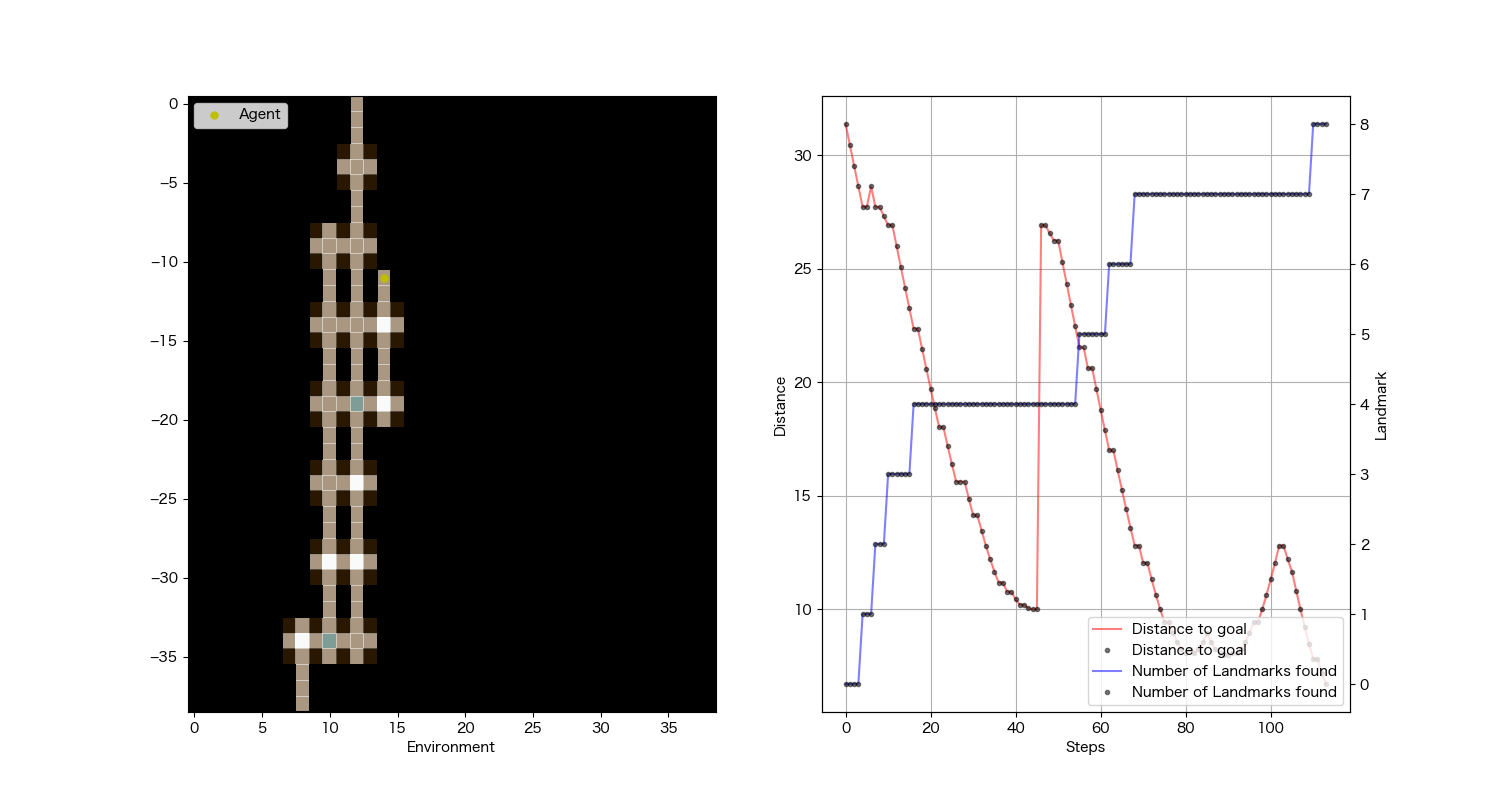 Agent
0
−5
−10
−15
−20
−25
−30
−35
0 5 10 15 20 25 30 35
Environment
Distance
30
25
20
15
10
0 20 40 60 80 100
Steps
8
7
6
5
4
3
2
1
0
Landmark
Distance to goal
Distance to goal
Number of Landmarks found
Number of Landmarks found